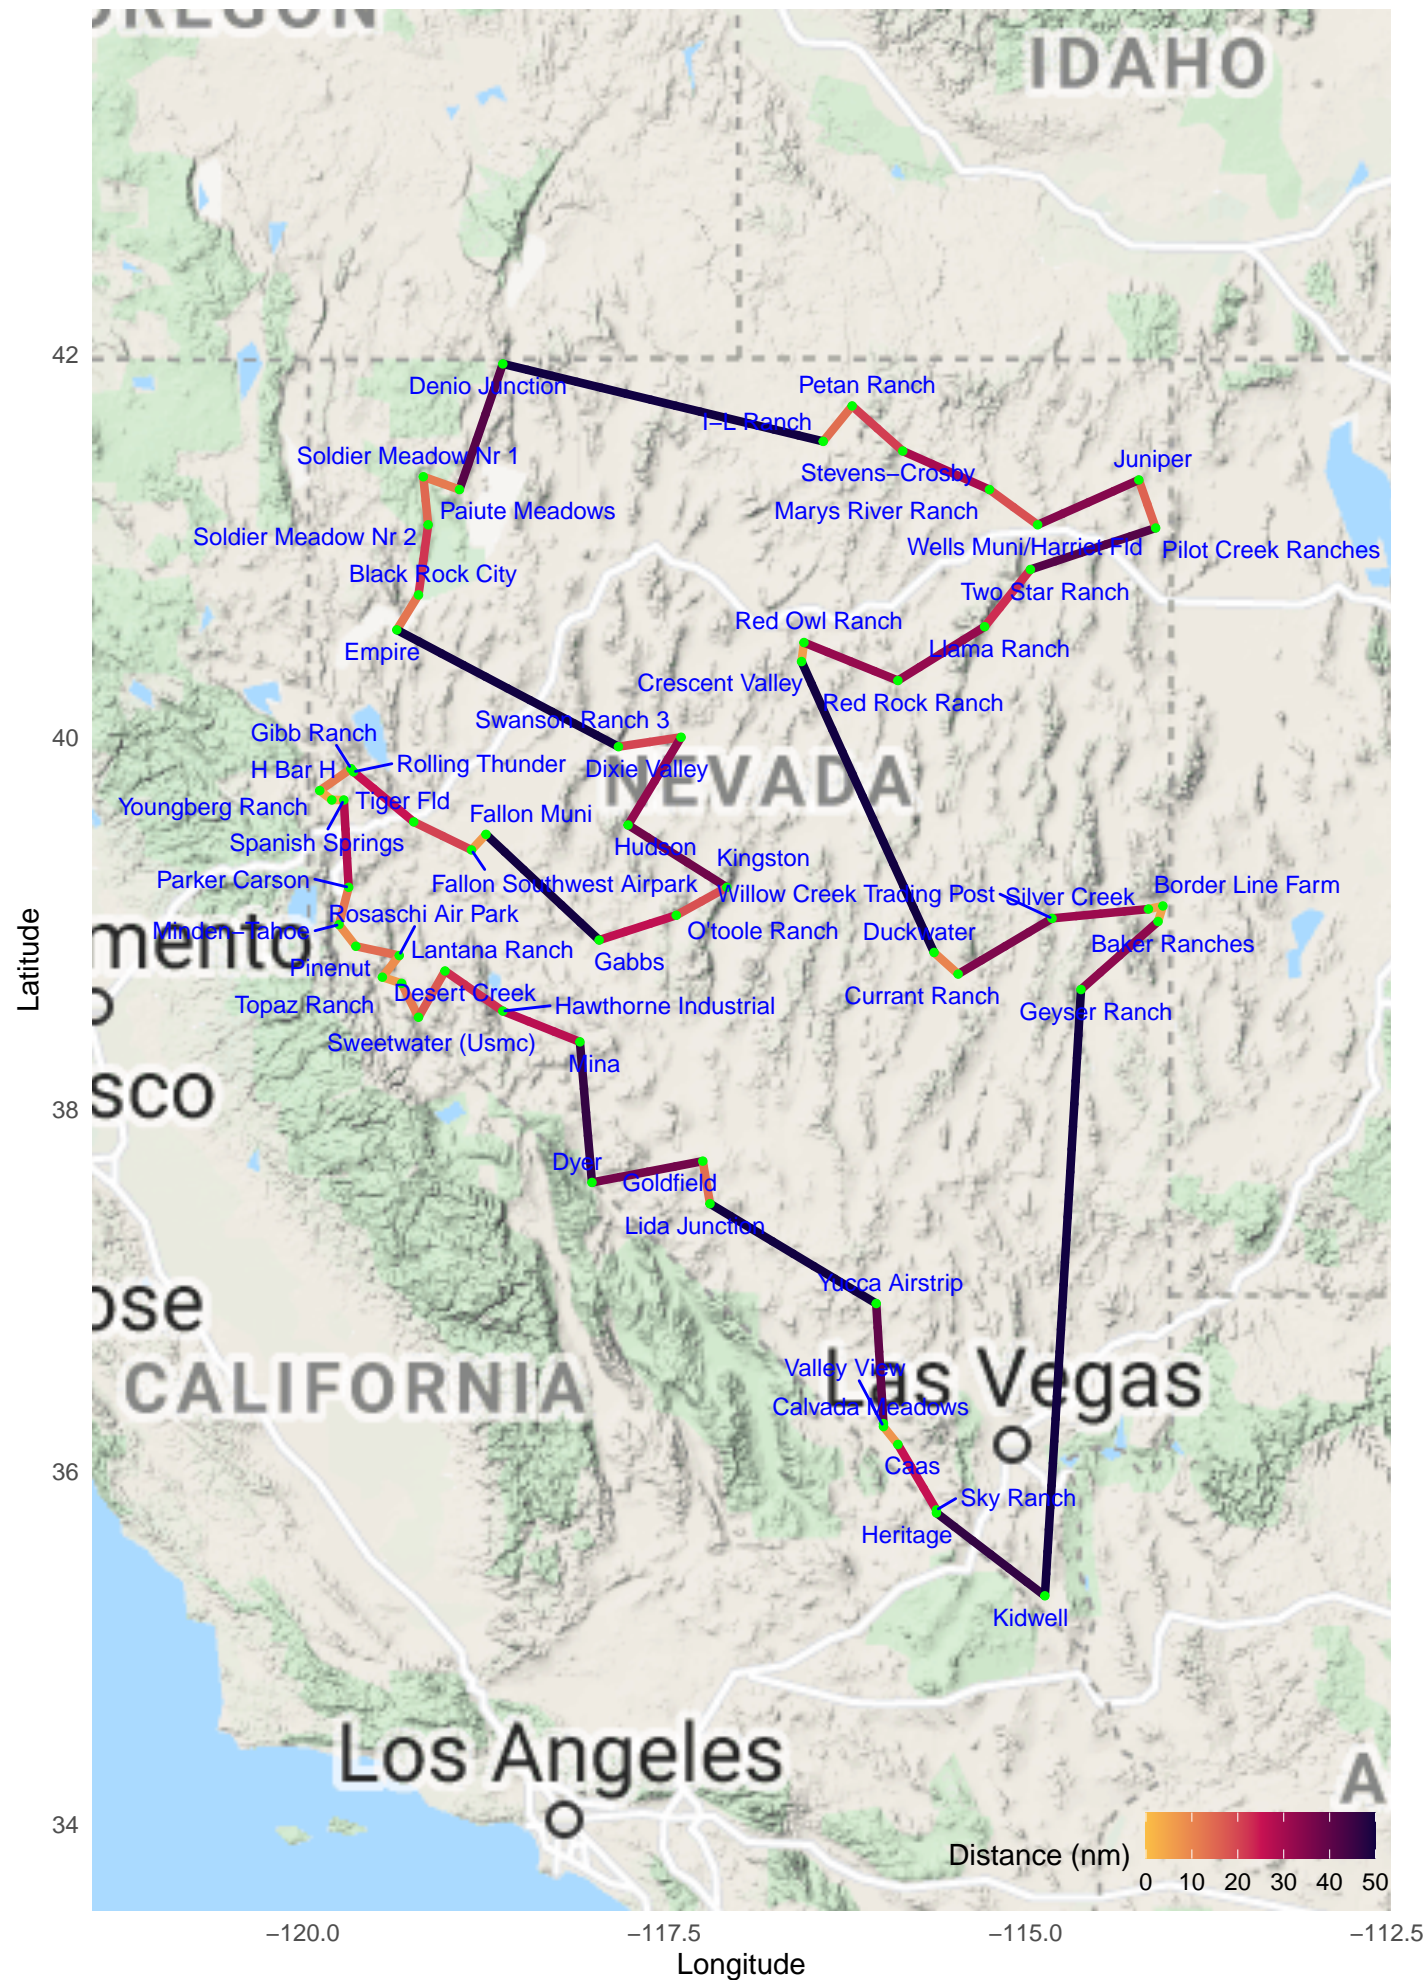 OREGON
IDAHO
42
Denio Junction
Petan Ranch
I−L Ranch
Soldier Meadow Nr 1
Stevens−Crosby
Juniper
Paiute Meadows
Marys River Ranch
Soldier Meadow Nr 2
Wells Muni/Harriet Fld
Pilot Creek Ranches
Black Rock City
Two Star Ranch
Red Owl Ranch
Empire
Llama Ranch
Crescent Valley
Red Rock Ranch
Swanson Ranch 3
40
Gibb Ranch
H Bar H
Rolling Thunder
Dixie Valley
NEVADA
Youngberg Ranch
Tiger Fld
Fallon Muni
Spanish Springs
Hudson
Kingston
Parker Carson
Fallon Southwest Airpark
Willow Creek Trading Post
Silver Creek
Border Line Farm
Rosaschi Air Park
Minden−Tahoe
mento
O'toole Ranch
Duckwater
Baker Ranches
Lantana Ranch
Gabbs
Pinenut
Desert Creek
Currant Ranch
Topaz Ranch
Hawthorne Industrial
Geyser Ranch
Sweetwater (Usmc)
Mina
sco
38
Dyer
Goldfield
Lida Junction
Yucca Airstrip
ose
Valley View
Las Vegas
CALIFORNIA
Calvada Meadows
Caas
36
Sky Ranch
Heritage
Kidwell
Los Angeles
A
34
Distance (nm)
0 10 20 30 40 50
−120.0
−117.5
−115.0
−112.5
Longitude
Latitude